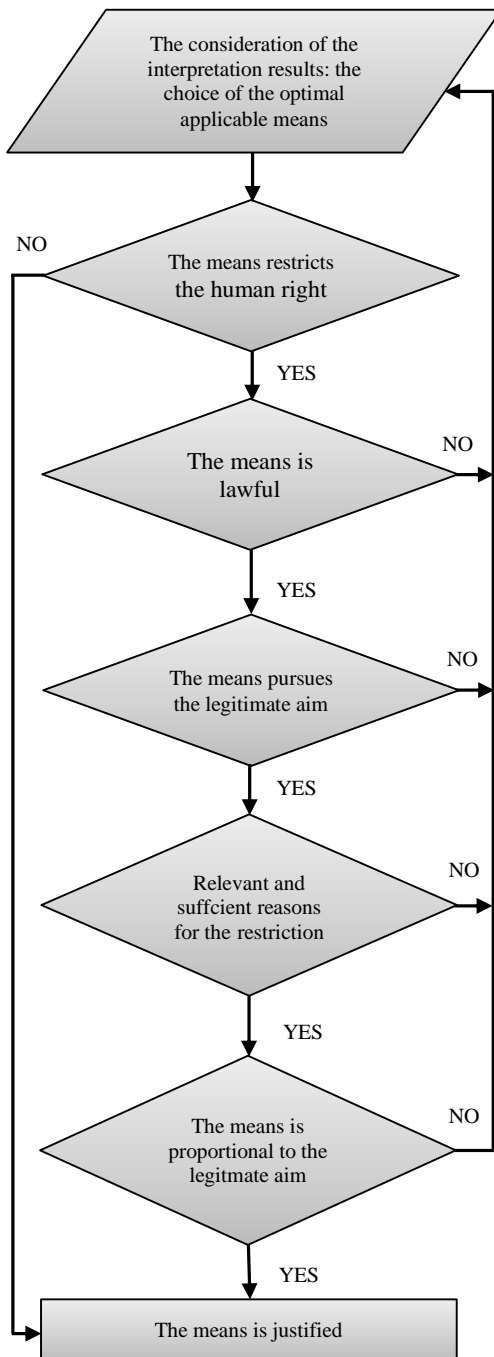 The consideration of the
interpretation results: the
choice of the optimal
applicable means
NO
The means restricts
the human right
YES
The means is
lawful
NO
YES
The means pursues
the legitimate aim
NO
YES
Relevant and
suffcient reasons
for the restriction
NO
YES
The means is
proportional to the
legitmate aim
NO
YES
The means is justified